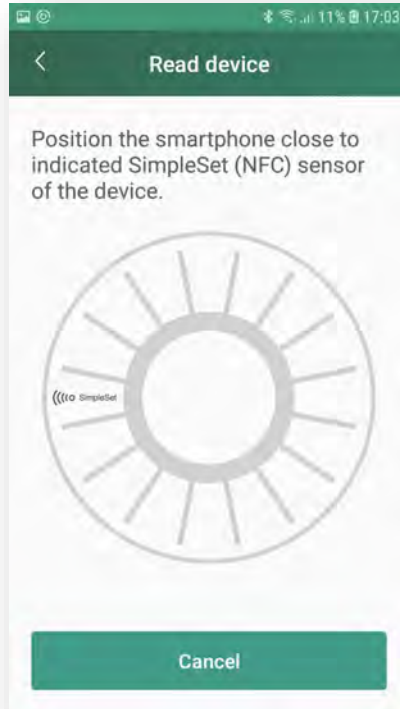 11% 17:03
Read device
Position the smartphone close to
indicated SimpleSet (NFC) sensor
of the device.
SimpleSet
Cancel